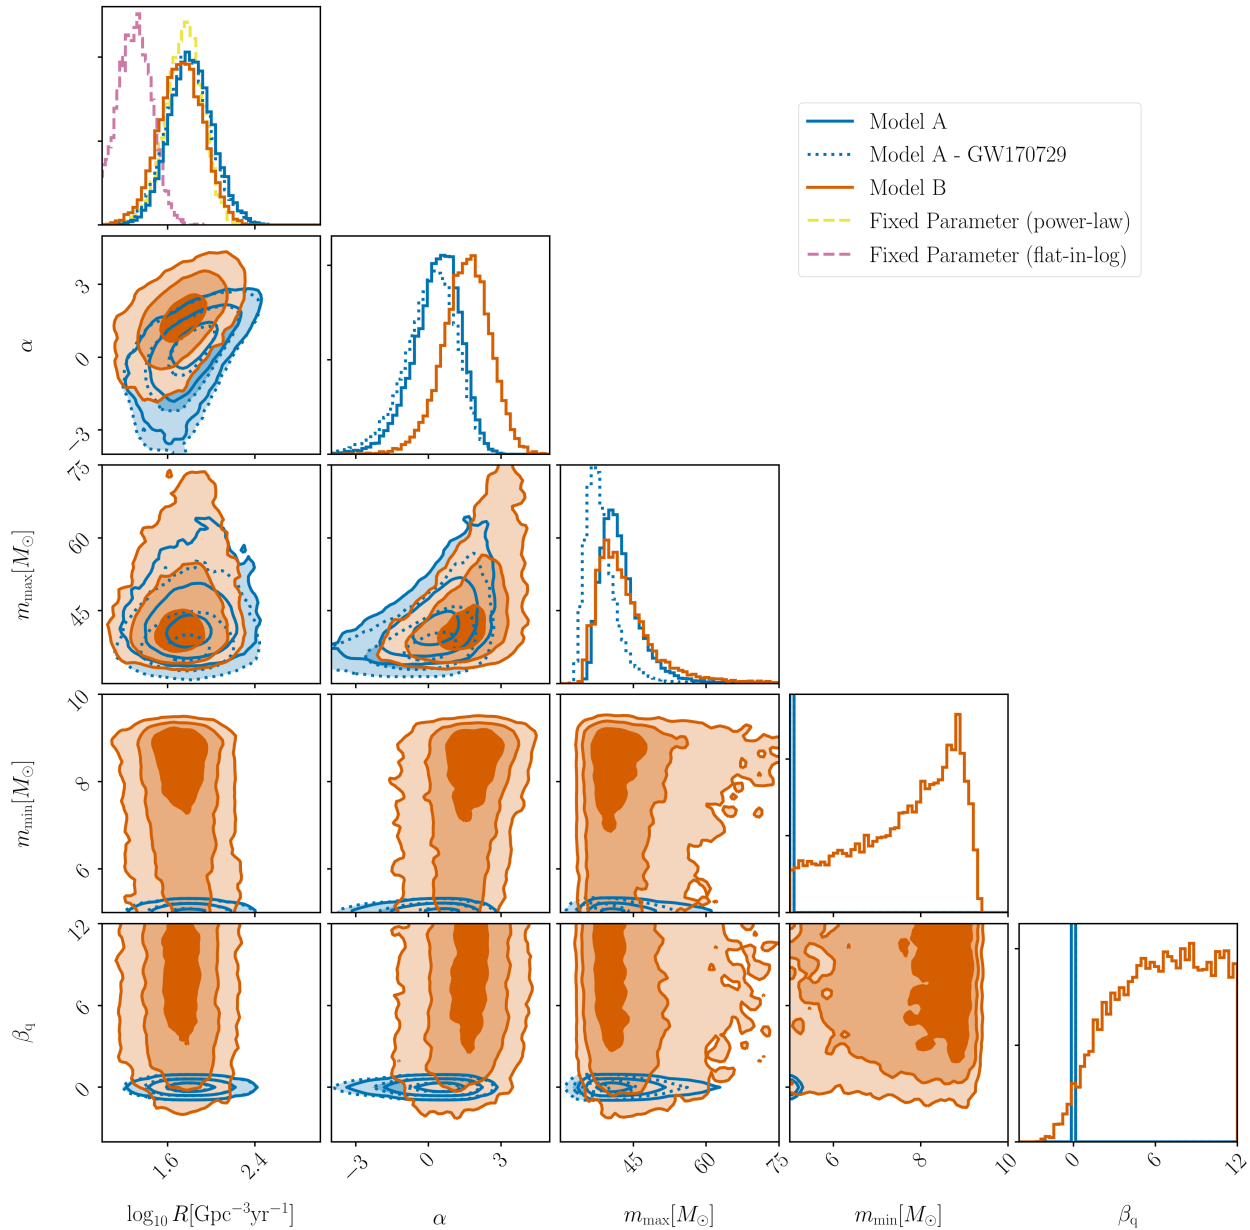 Model A
Model A - GW170729
Model B
Fixed Parameter (power-law)
Fixed Parameter (flat-in-log)
α
3
0
−3
m_max[M_⊙]
75
60
45
m_min[M_⊙]
10
8
6
β_q
12
6
0
1.6 2.4 −3 0 3 45 60 75 6 8 10 0 6 12
log₁₀ R[Gpc⁻³yr⁻¹] α m_max[M_⊙] m_min[M_⊙] β_q